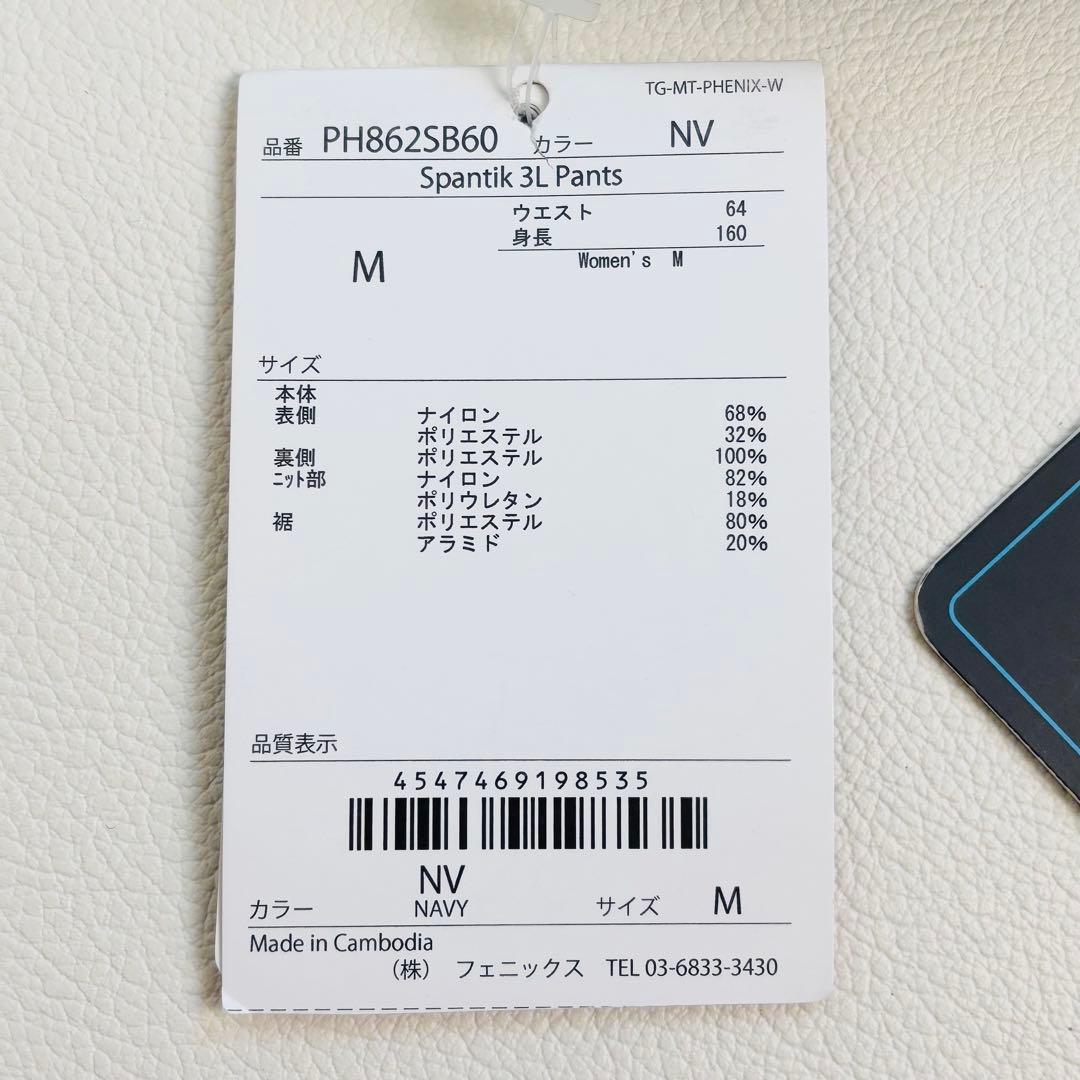 TG-MT-PHENIX-W
品番 PH862SB60 カラー NV
Spantik 3L Pants
ウエスト 64
身長 160
Women's M
M
サイズ
本体
表側 ナイロン 68%
ポリエステル 32%
裏側 ポリエステル 100%
ニット部 ナイロン 82%
ポリウレタン 18%
裾 ポリエステル 80%
アラミド 20%
品質表示
4547469198535
NV
カラー NAVY サイズ M
Made in Cambodia
(株) フェニックス TEL 03-6833-3430